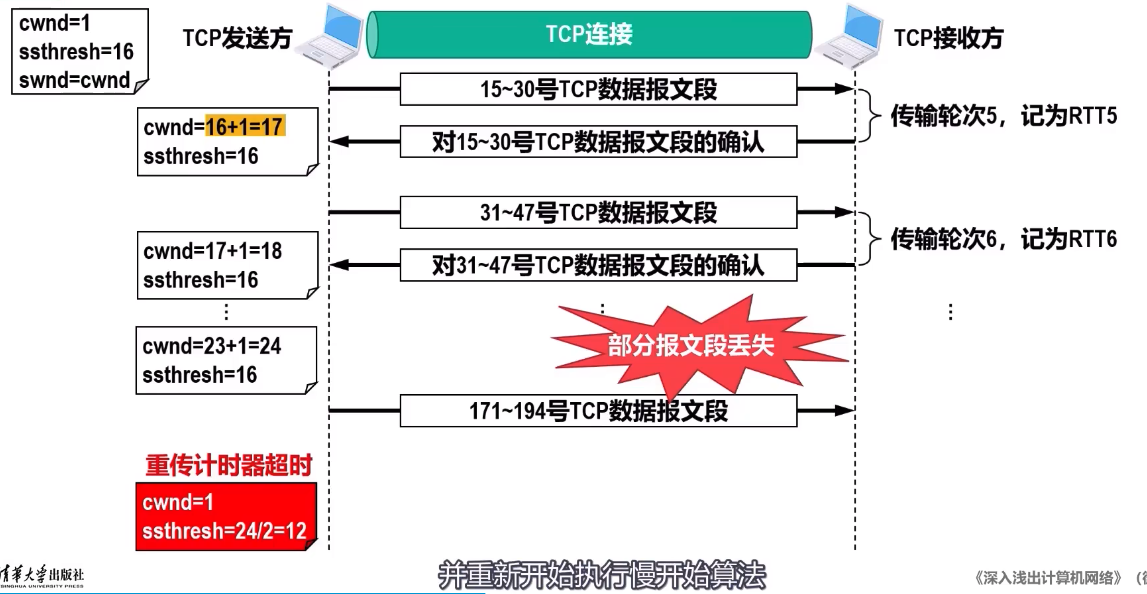 cwnd=1
ssthresh=16
swnd=cwnd
TCP发送方
TCP连接
TCP接收方
15~30号TCP数据报文段
传输轮次5，记为RTT5
cwnd=16+1=17
ssthresh=16
对15~30号TCP数据报文段的确认
31~47号TCP数据报文段
传输轮次6，记为RTT6
cwnd=17+1=18
ssthresh=16
对31~47号TCP数据报文段的确认
⋮
⋮
⋮
部分报文段丢失
cwnd=23+1=24
ssthresh=16
171~194号TCP数据报文段
重传计时器超时
cwnd=1
ssthresh=24/2=12
清华大学出版社
TSINGHUA UNIVERSITY PRESS
并重新开始执行慢开始算法
《深入浅出计算机网络》（